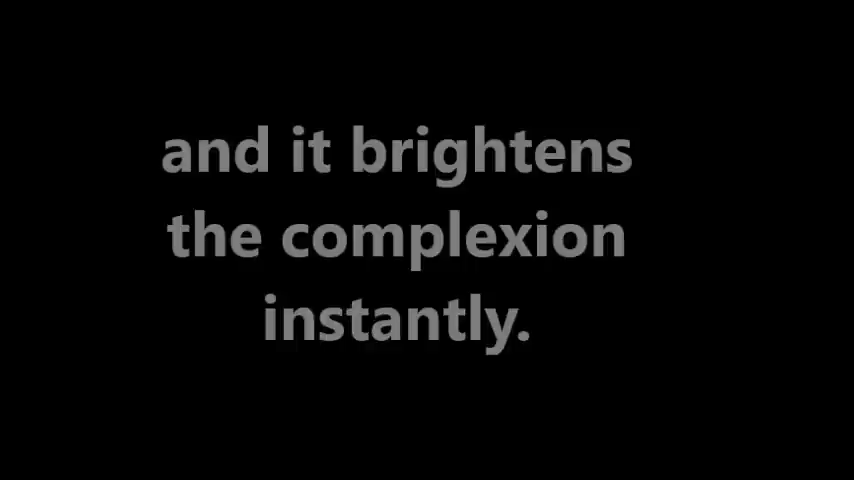 and it brightens
the complexion
instantly.